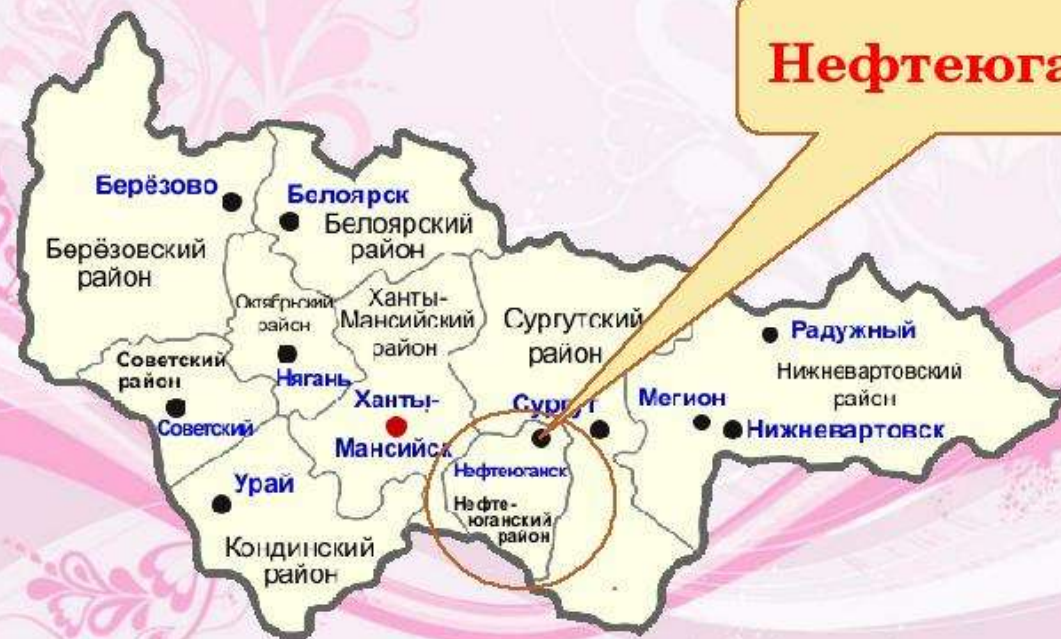 Нефтеюга
Берёзово
Белоярск
Белоярский
район
Берёзовский
район
Октябрьский
район
Ханты-
Мансийский
район
Сургутский
район
Радужный
Нижневартовский
район
Советский
район
Нягань
Ханты-
Мансийск
Сургут
Мегион
Нижневартовск
Советский
Урай
Нефтеюганск
Нефте-
юганский
район
Кондинский
район